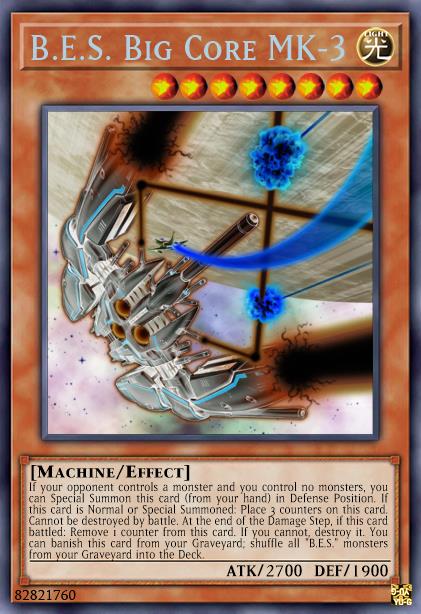 B.E.S. Big Core MK-3
LIGHT
光
[Machine/Effect]
If your opponent controls a monster and you control no monsters, you
can Special Summon this card (from your hand) in Defense Position. If
this card is Normal or Special Summoned: Place 3 counters on this card.
Cannot be destroyed by battle. At the end of the Damage Step, if this card
battled: Remove 1 counter from this card. If you cannot, destroy it. You
can banish this card from your Graveyard; shuffle all "B.E.S." monsters
from your Graveyard into the Deck.
ATK/2700 DEF/1900
82821760